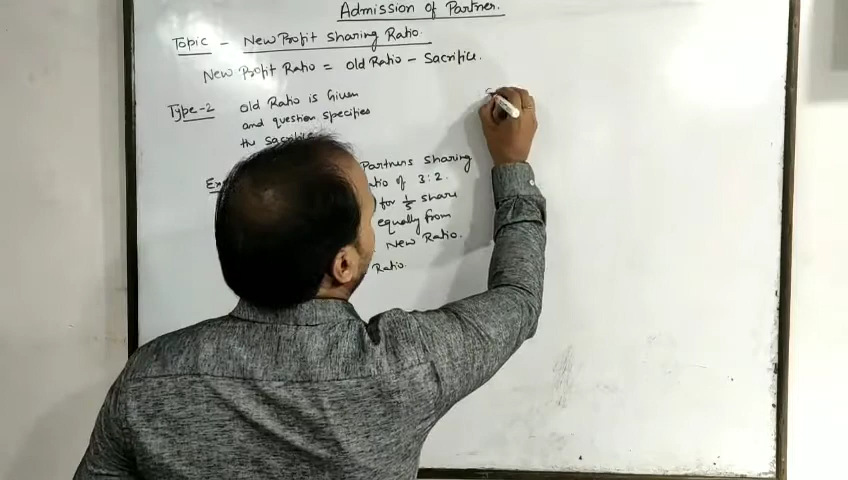 Admission of Partner.
Topic - New Profit Sharing Ratio.
New Profit Ratio = Old Ratio - Sacrifice.
Type-2 Old Ratio is Given
and question specifies
the Sacrifice
Partners sharing
of 3:2.
for 1/5 share
equally from
New Ratio.
Ratio.